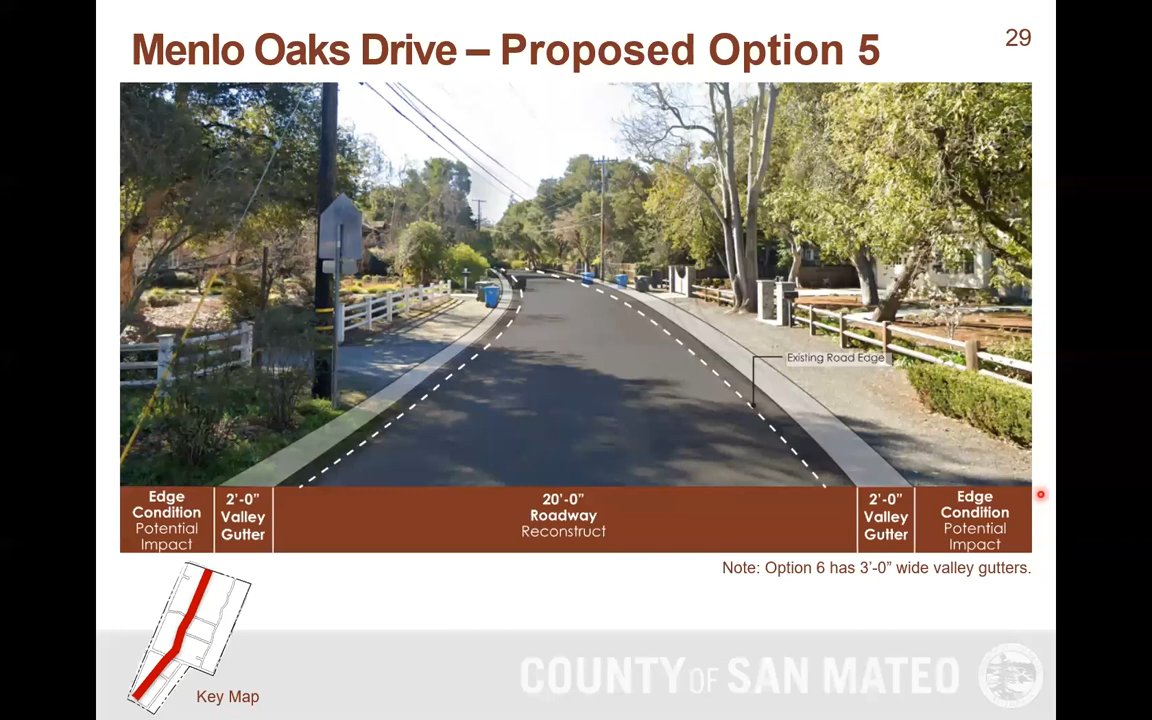 Menlo Oaks Drive – Proposed Option 5
29
Existing Road Edge
Edge
Condition
Potential
Impact
2’-0”
Valley
Gutter
20’-0”
Roadway
Reconstruct
2’-0”
Valley
Gutter
Edge
Condition
Potential
Impact
Note: Option 6 has 3’-0” wide valley gutters.
Key Map
COUNTY OF SAN MATEO